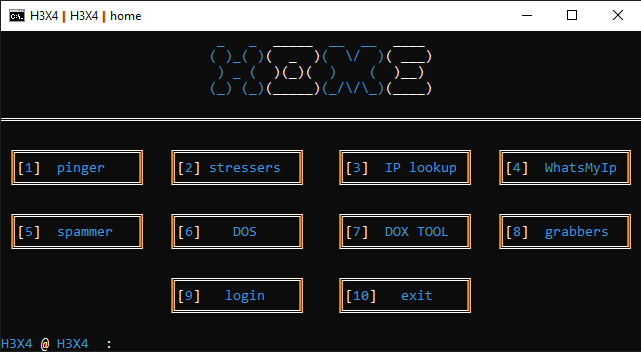 H3X4 ‖ H3X4 ‖ home
HOME
[1] pinger [2] stressers [3] IP lookup [4] WhatsMyIp
[5] spammer [6] DOS [7] DOX TOOL [8] grabbers
[9] login [10] exit
H3X4 @ H3X4 :